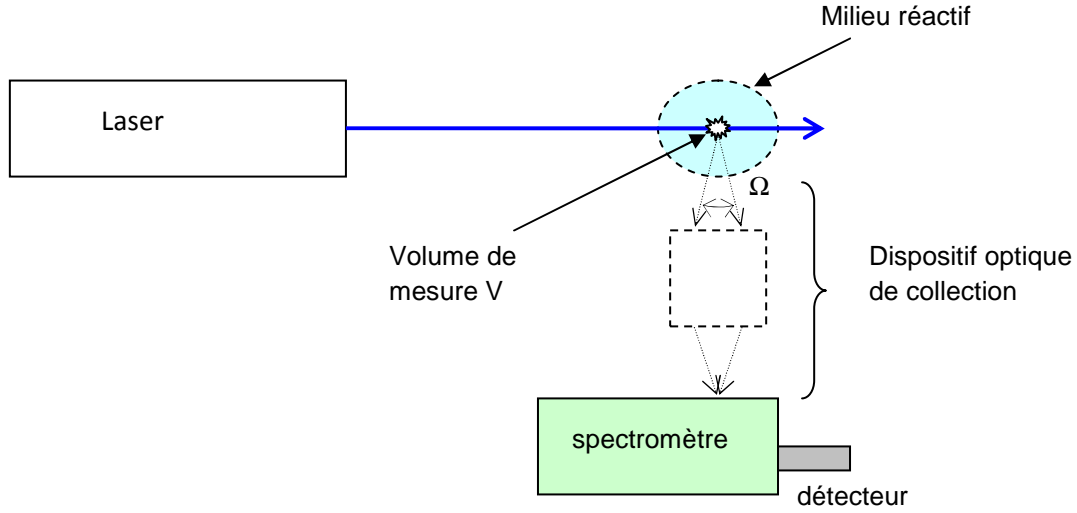 Milieu réactif
Laser
Ω
Volume de
mesure V
Dispositif optique
de collection
spectromètre
détecteur